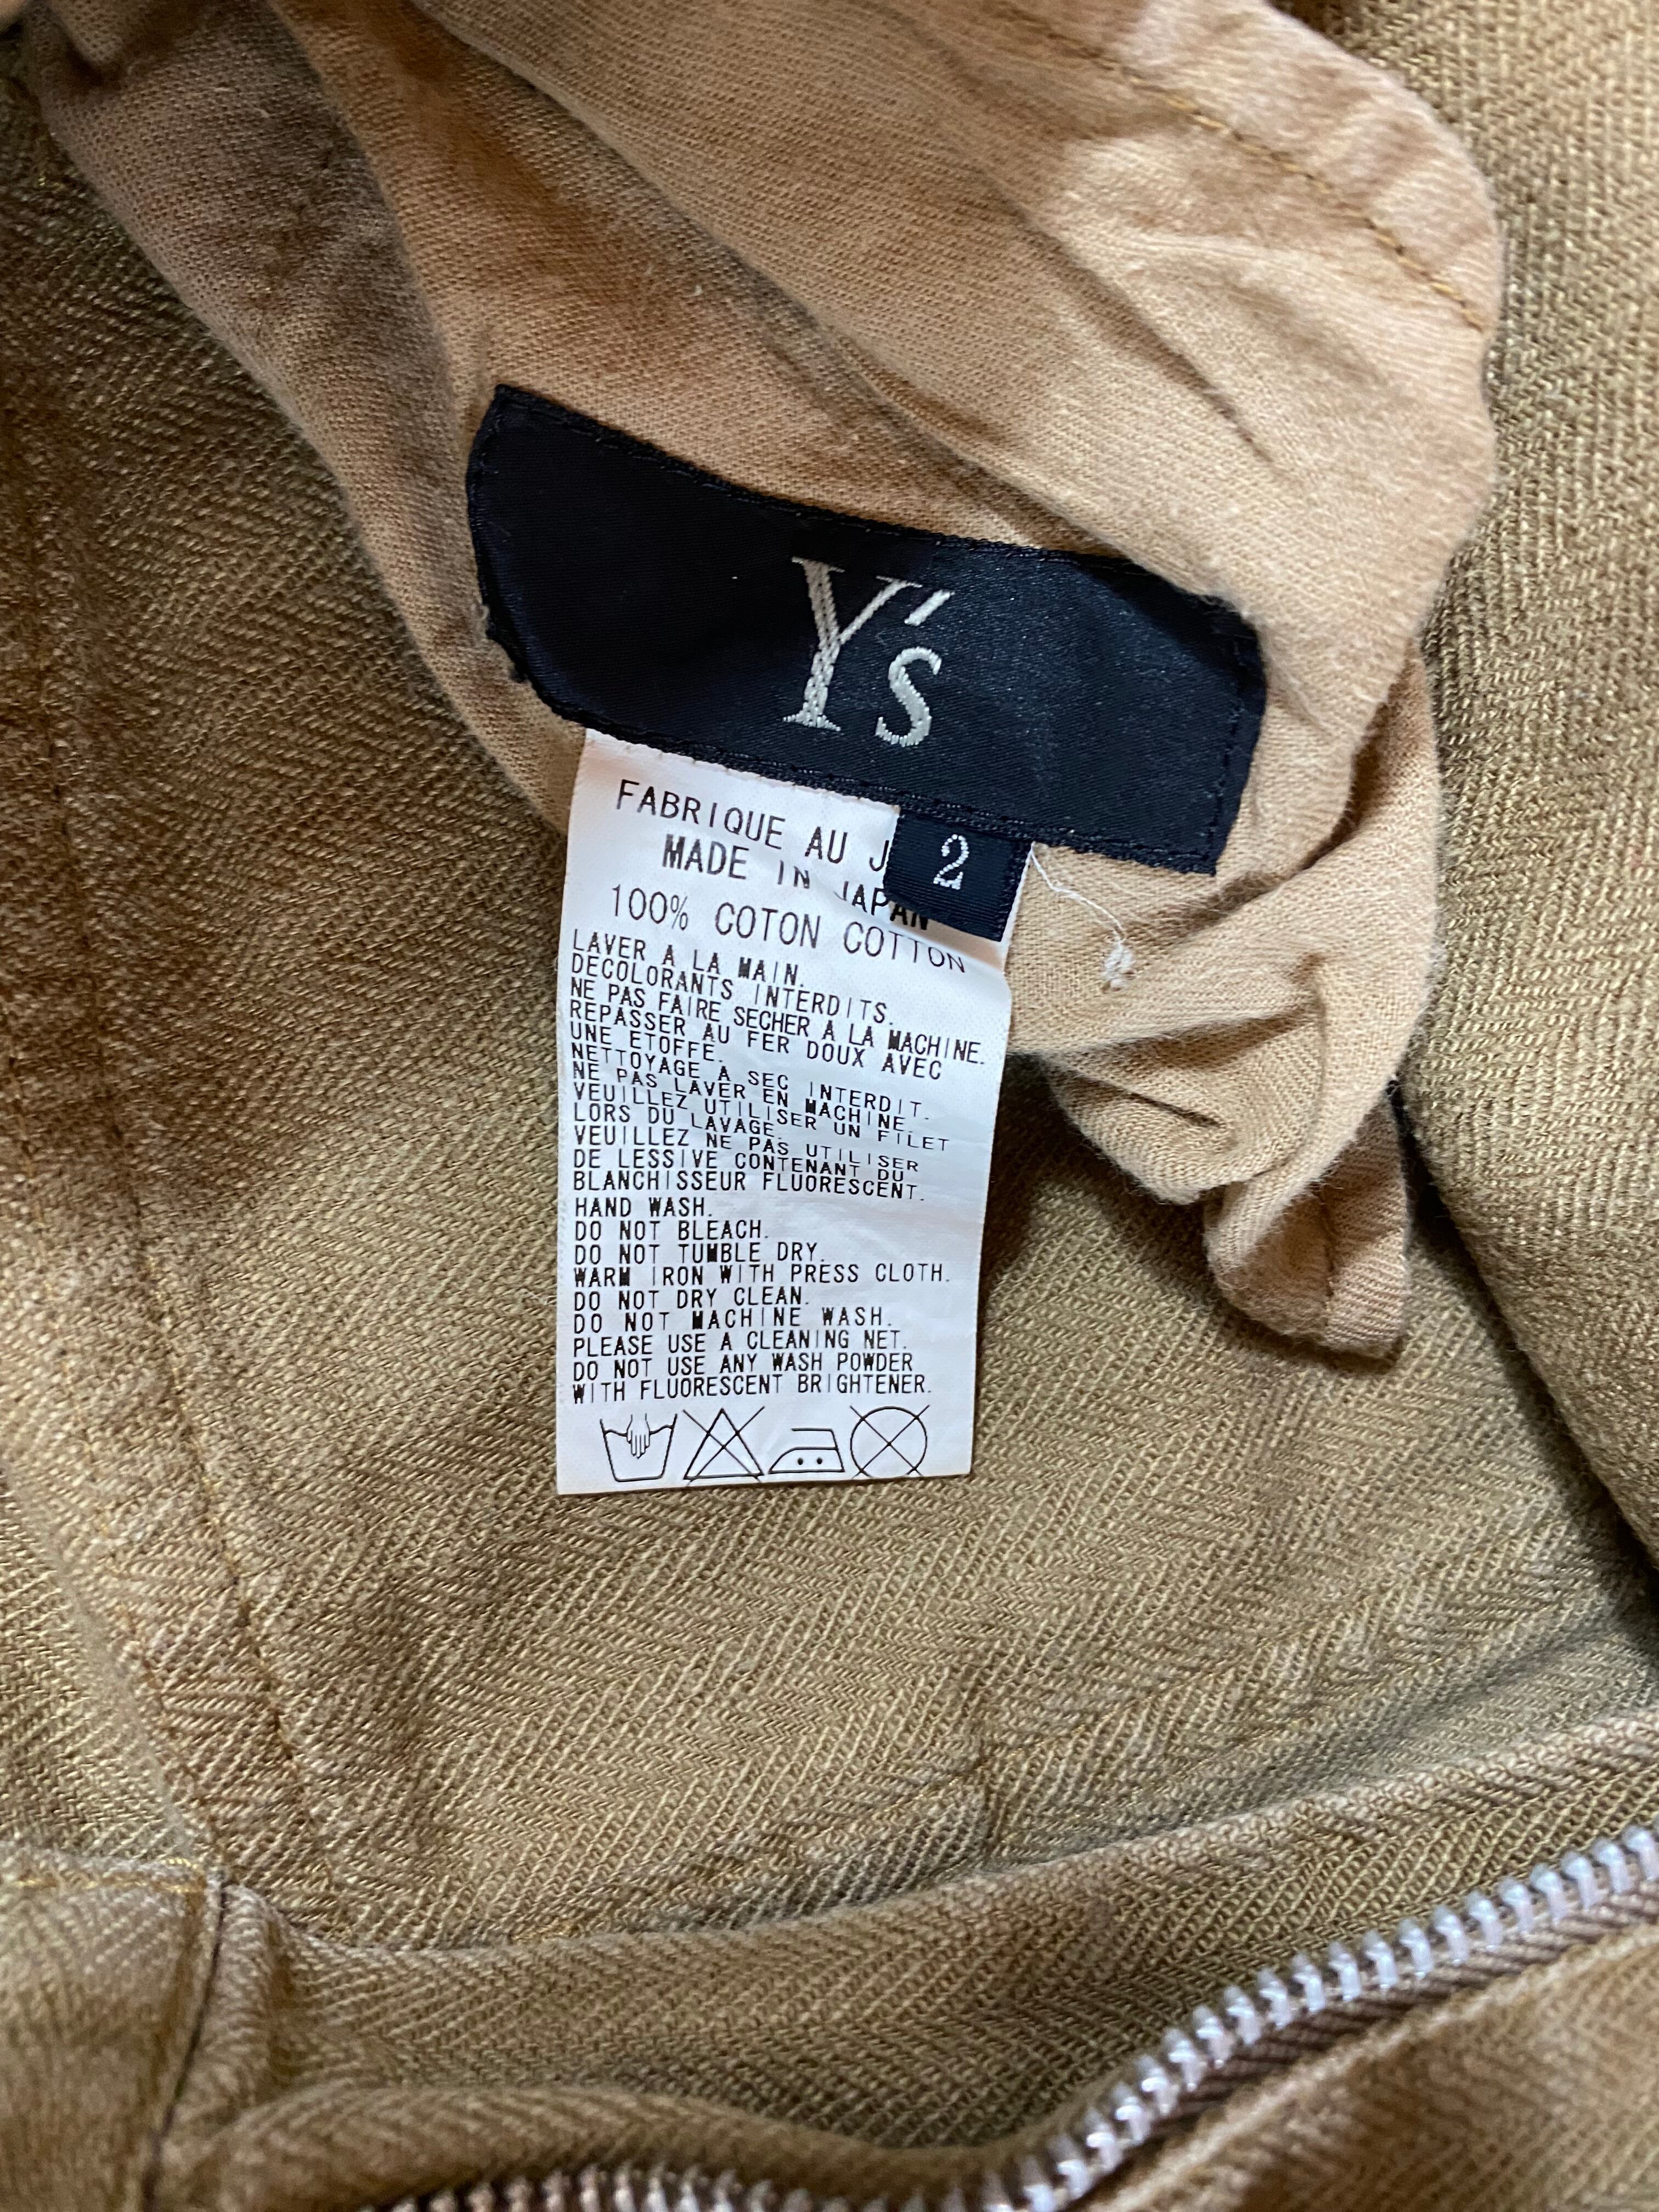 Y's
2
FABRIQUE AU J
MADE IN JAPAN
100% COTON COTTON
LAVER A LA MAIN.
DECOLORANTS INTERDITS.
NE PAS FAIRE SECHER A LA MACHINE.
REPASSER AU FER DOUX AVEC
UNE ETOFFE.
NETTOYAGE A SEC INTERDIT.
NE PAS LAVER EN MACHINE.
VEUILLEZ UTILISER UN FILET
LORS DU LAVAGE.
VEUILLEZ NE PAS UTILISER
DE LESSIVE CONTENANT DU
BLANCHISSEUR FLUORESCENT.
HAND WASH.
DO NOT BLEACH.
DO NOT TUMBLE DRY.
WARM IRON WITH PRESS CLOTH.
DO NOT DRY CLEAN.
DO NOT MACHINE WASH.
PLEASE USE A CLEANING NET.
DO NOT USE ANY WASH POWDER
WITH FLUORESCENT BRIGHTENER.